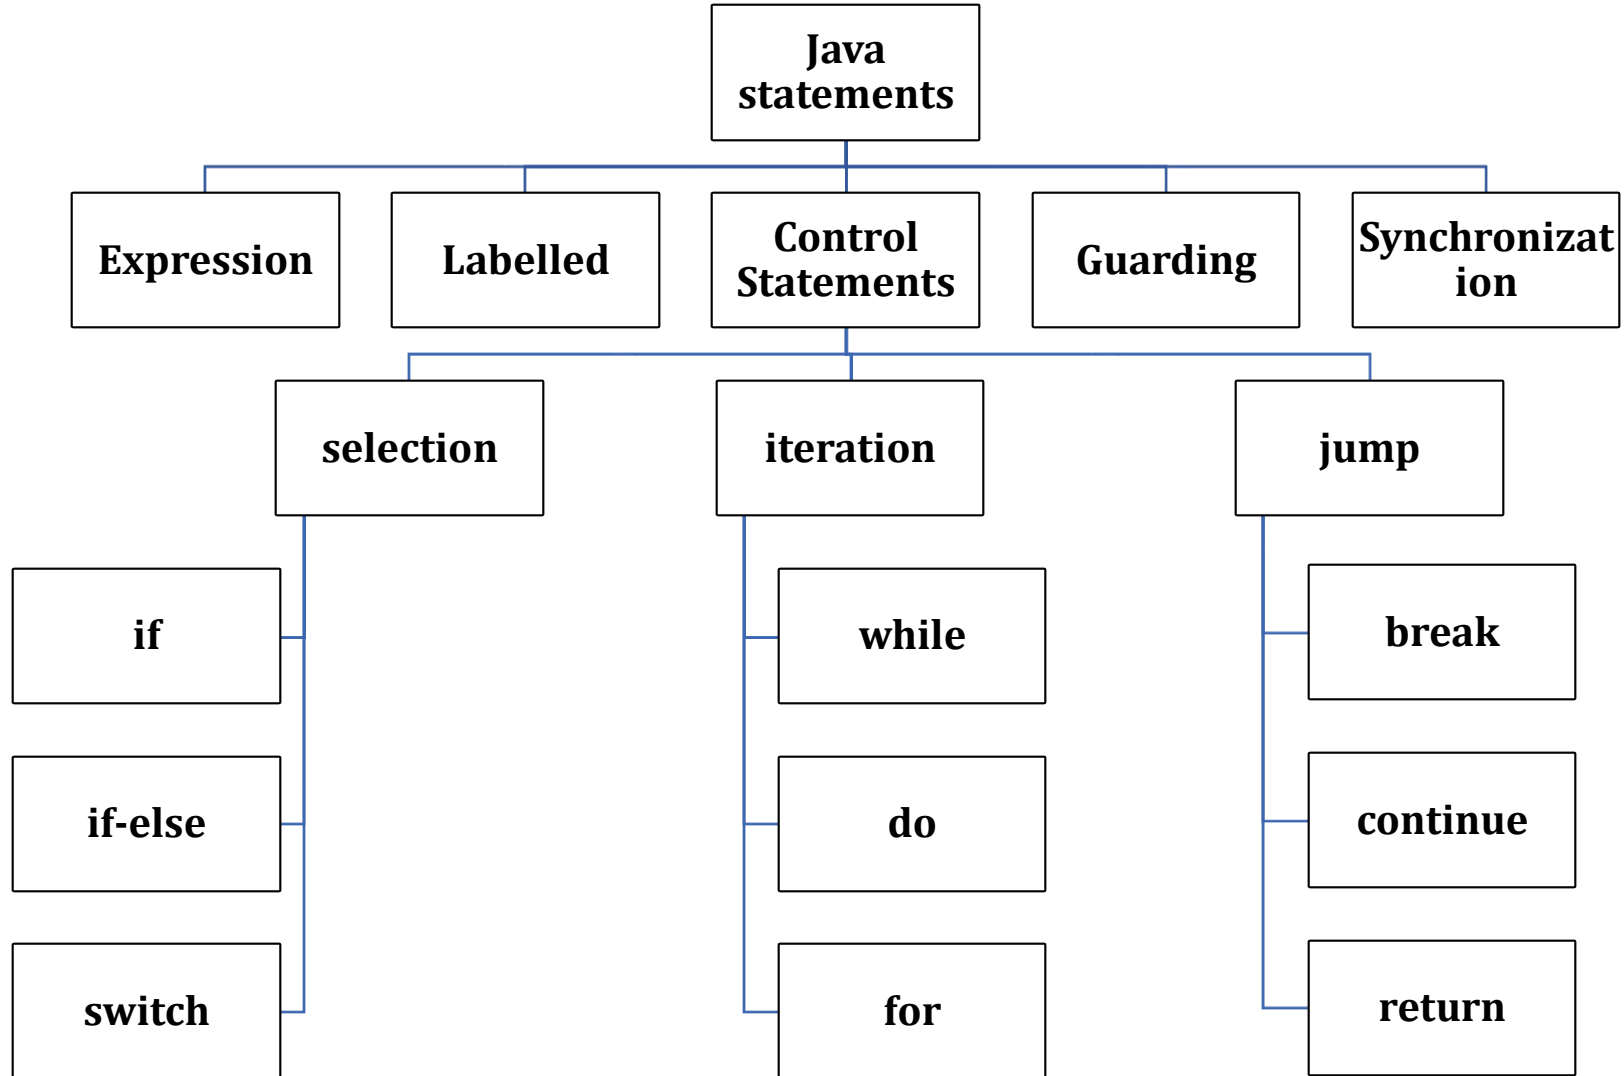 Java
statements
Expression
Labelled
Control
Statements
Guarding
Synchronizat
ion
selection
iteration
jump
if
while
break
if-else
do
continue
switch
for
return